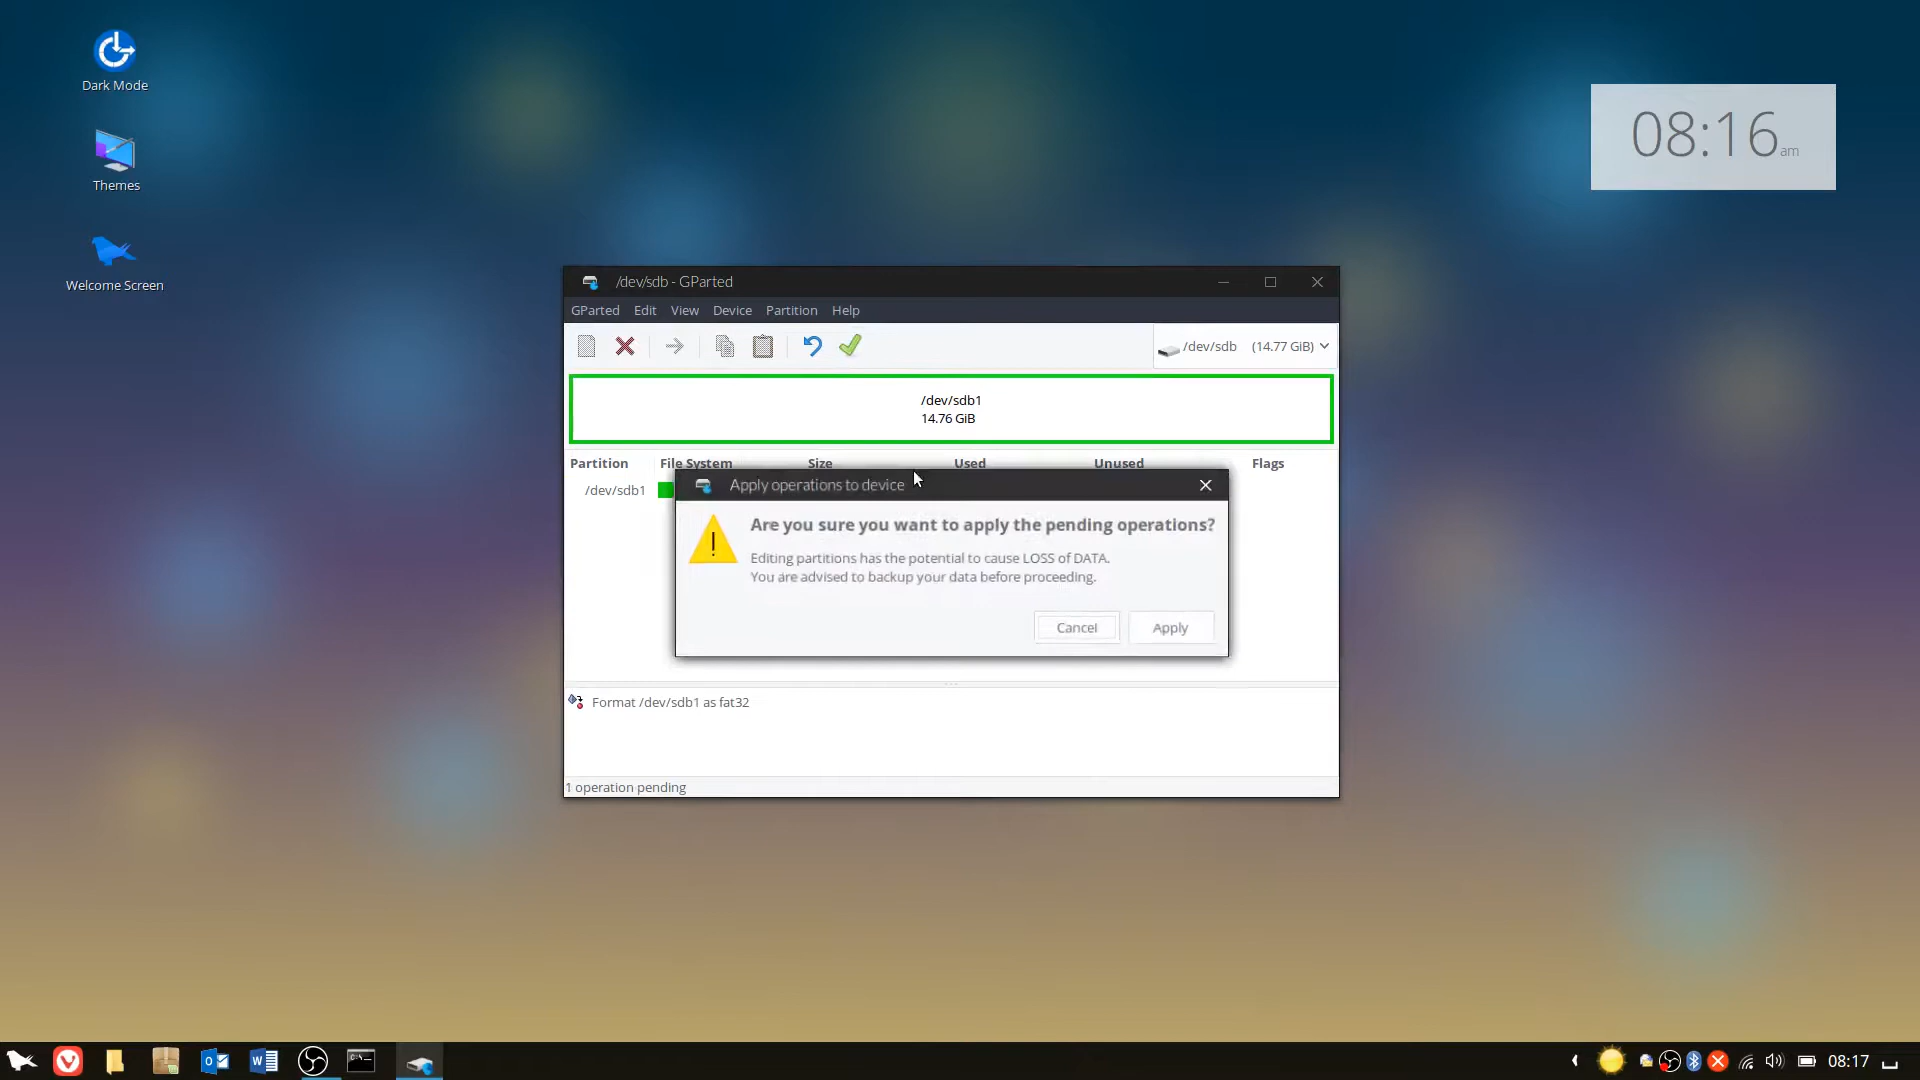 Dark Mode
Themes
Welcome Screen
08:16 am
/dev/sdb - GParted
GParted Edit View Device Partition Help
/dev/sdb (14.77 GiB)
/dev/sdb1
14.76 GiB
Partition File System Size Used Unused Flags
/dev/sdb1
Apply operations to device
Are you sure you want to apply the pending operations?
Editing partitions has the potential to cause LOSS of DATA.
You are advised to backup your data before proceeding.
Cancel Apply
Format /dev/sdb1 as fat32
1 operation pending
08:17